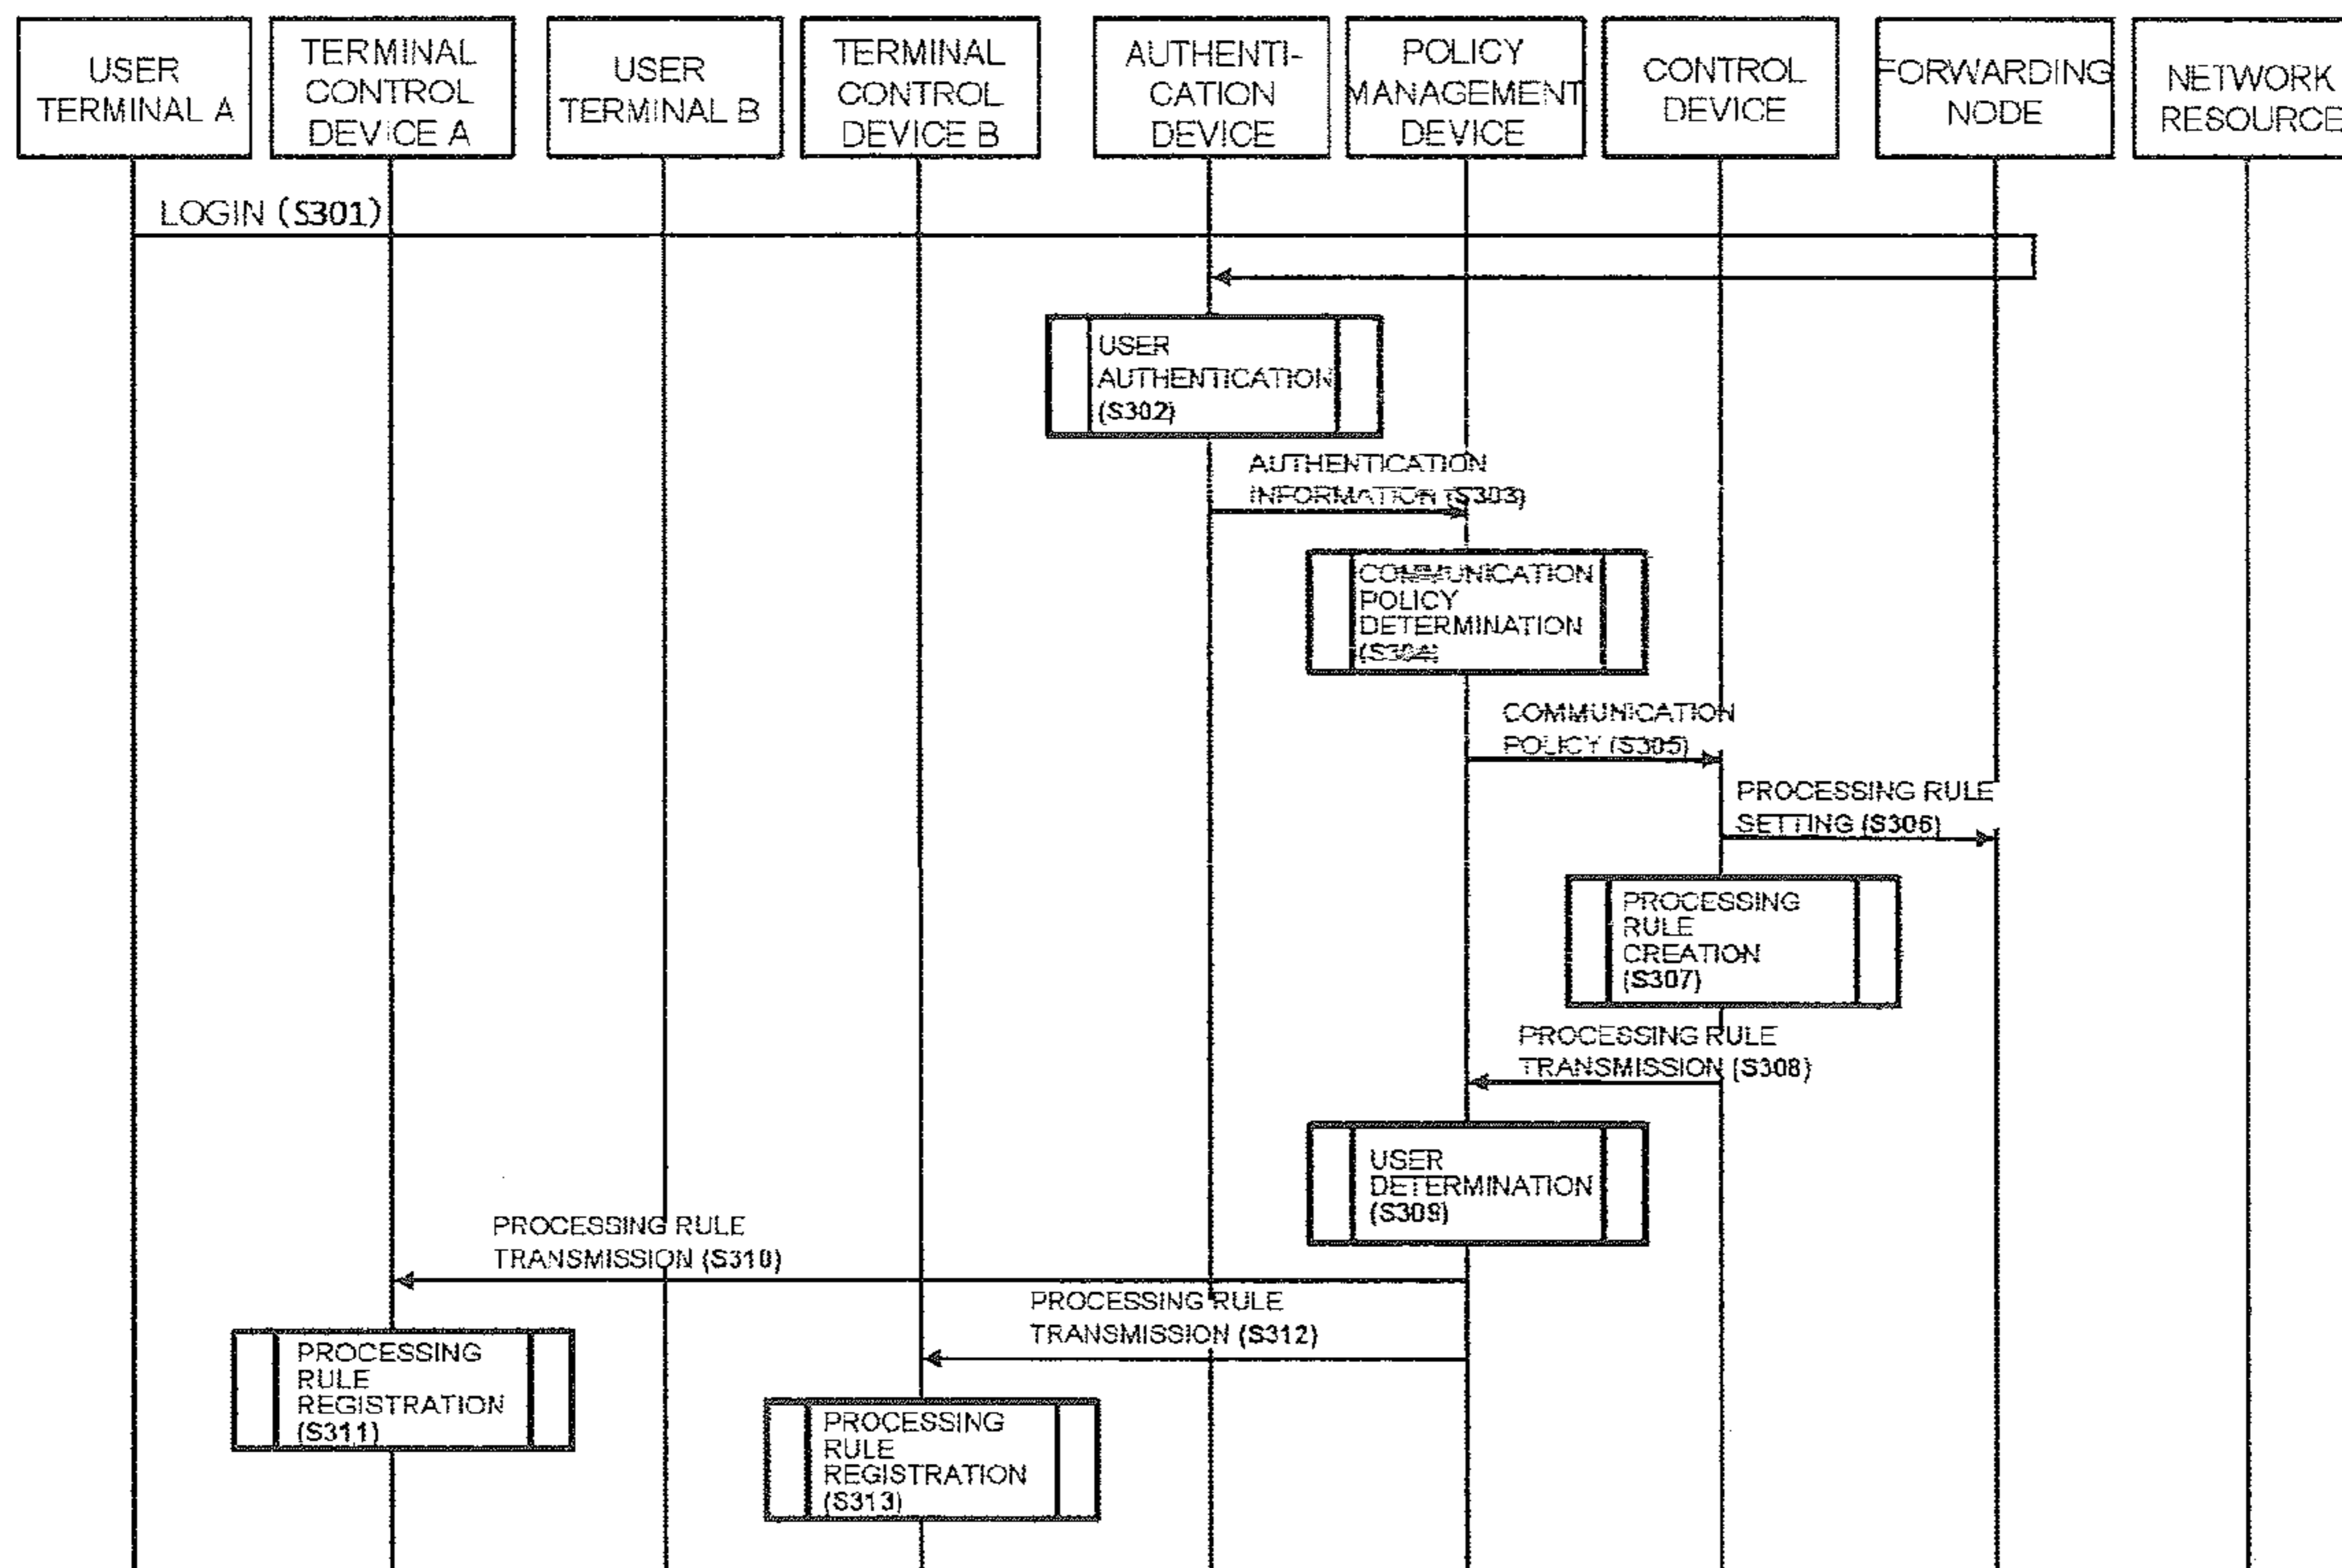 USER
TERMINAL A
TERMINAL
CONTROL
DEVICE A
USER
TERMINAL B
TERMINAL
CONTROL
DEVICE B
AUTHENTI-
CATION
DEVICE
POLICY
MANAGEMENT
DEVICE
CONTROL
DEVICE
FORWARDING
NODE
NETWORK
RESOURCE
LOGIN (S301)
USER
AUTHENTICATION
(S302)
AUTHENTICATION
INFORMATION (S303)
COMMUNICATION
POLICY
DETERMINATION
(S304)
COMMUNICATION
POLICY (S305)
PROCESSING RULE
SETTING (S306)
PROCESSING
RULE
CREATION
(S307)
PROCESSING RULE
TRANSMISSION (S308)
USER
DETERMINATION
(S309)
PROCESSING RULE
TRANSMISSION (S310)
PROCESSING RULE
TRANSMISSION (S312)
PROCESSING
RULE
REGISTRATION
(S311)
PROCESSING
RULE
REGISTRATION
(S313)